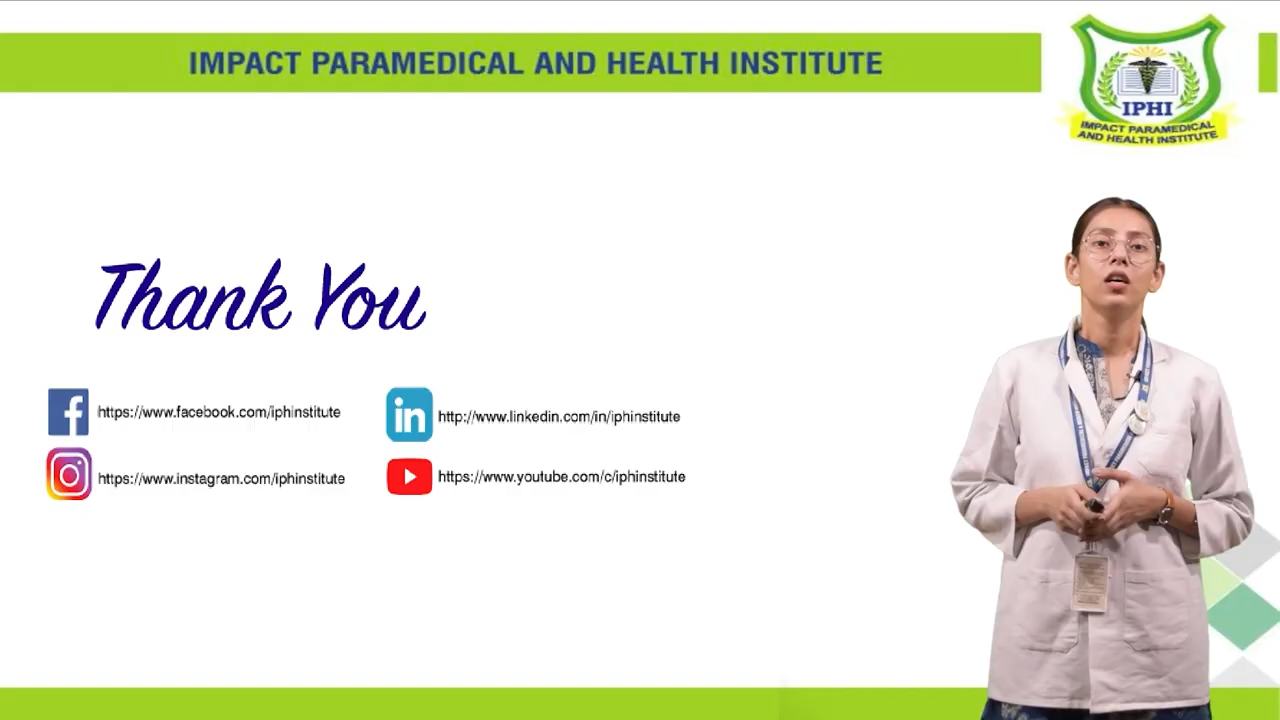 IMPACT PARAMEDICAL AND HEALTH INSTITUTE
IPHI
IMPACT PARAMEDICAL
AND HEALTH INSTITUTE
Thank You
https://www.facebook.com/iphinstitute
in http://www.linkedin.com/in/iphinstitute
https://www.instagram.com/iphinstitute
https://www.youtube.com/c/iphinstitute